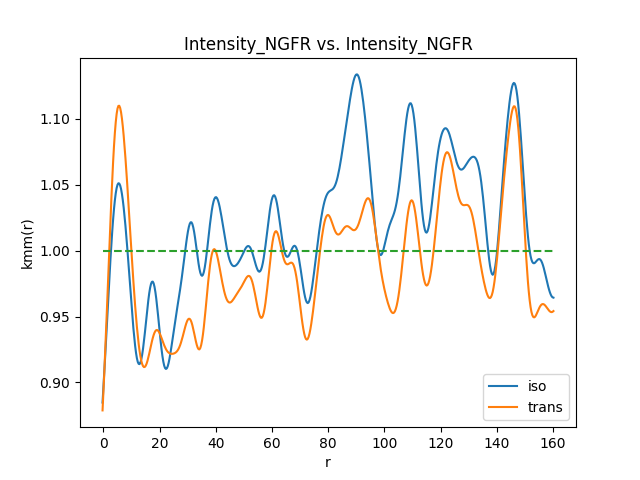 Intensity_NGFR vs. Intensity_NGFR
kmm(r)
1.10
1.05
1.00
0.95
0.90
0 20 40 60 80 100 120 140 160
r
iso
trans